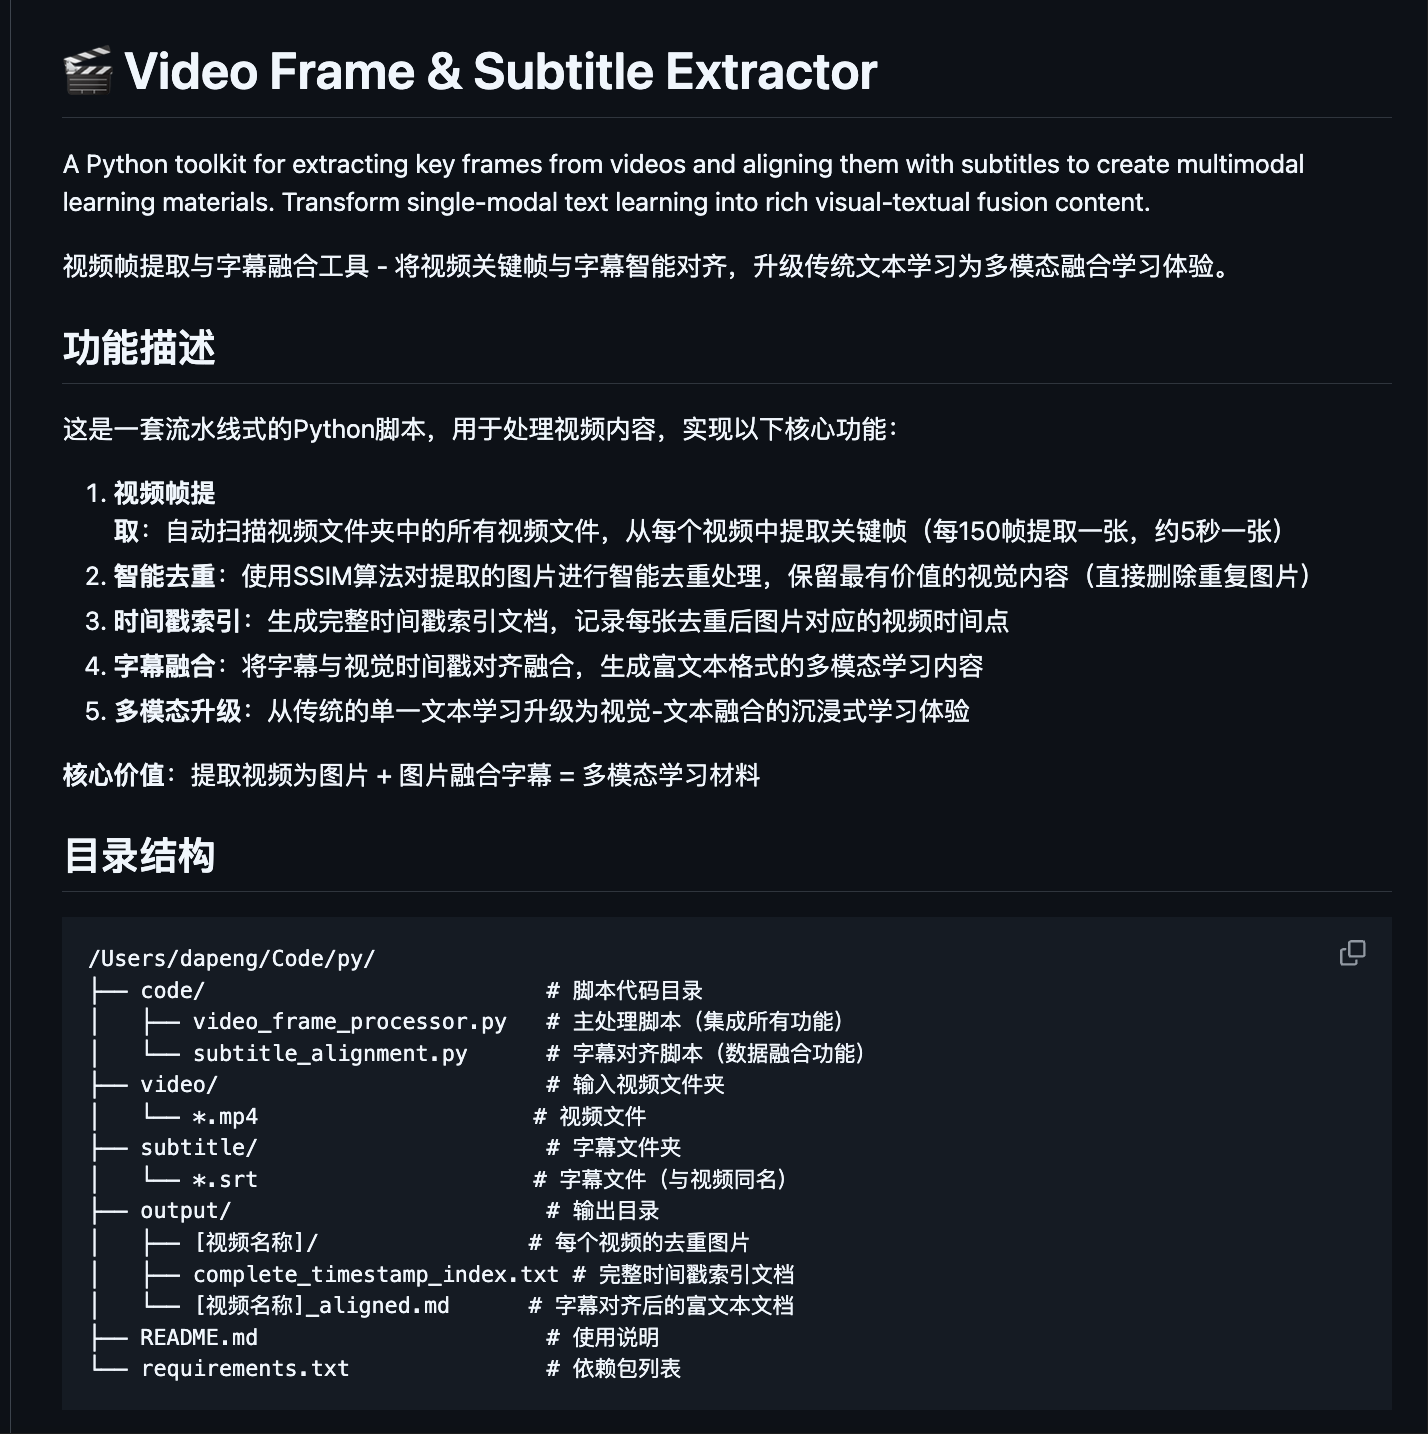 🎬 Video Frame & Subtitle Extractor
A Python toolkit for extracting key frames from videos and aligning them with subtitles to create multimodal
learning materials. Transform single-modal text learning into rich visual-textual fusion content.
视频帧提取与字幕融合工具 - 将视频关键帧与字幕智能对齐，升级传统文本学习为多模态融合学习体验。
功能描述
这是一套流水线式的Python脚本，用于处理视频内容，实现以下核心功能：
1. 视频帧提
取：自动扫描视频文件夹中的所有视频文件，从每个视频中提取关键帧（每150帧提取一张，约5秒一张）
2. 智能去重：使用SSIM算法对提取的图片进行智能去重处理，保留最有价值的视觉内容（直接删除重复图片）
3. 时间戳索引：生成完整时间戳索引文档，记录每张去重后图片对应的视频时间点
4. 字幕融合：将字幕与视觉时间戳对齐融合，生成富文本格式的多模态学习内容
5. 多模态升级：从传统的单一文本学习升级为视觉-文本融合的沉浸式学习体验
核心价值：提取视频为图片 + 图片融合字幕 = 多模态学习材料
目录结构
/Users/dapeng/Code/py/
├── code/                          # 脚本代码目录
│   ├── video_frame_processor.py   # 主处理脚本（集成所有功能）
│   └── subtitle_alignment.py      # 字幕对齐脚本（数据融合功能）
├── video/                         # 输入视频文件夹
│   └── *.mp4                     # 视频文件
├── subtitle/                      # 字幕文件夹
│   └── *.srt                     # 字幕文件（与视频同名）
├── output/                        # 输出目录
│   ├── [视频名称]/                # 每个视频的去重图片
│   ├── complete_timestamp_index.txt # 完整时间戳索引文档
│   └── [视频名称]_aligned.md      # 字幕对齐后的富文本文档
├── README.md                      # 使用说明
└── requirements.txt               # 依赖包列表